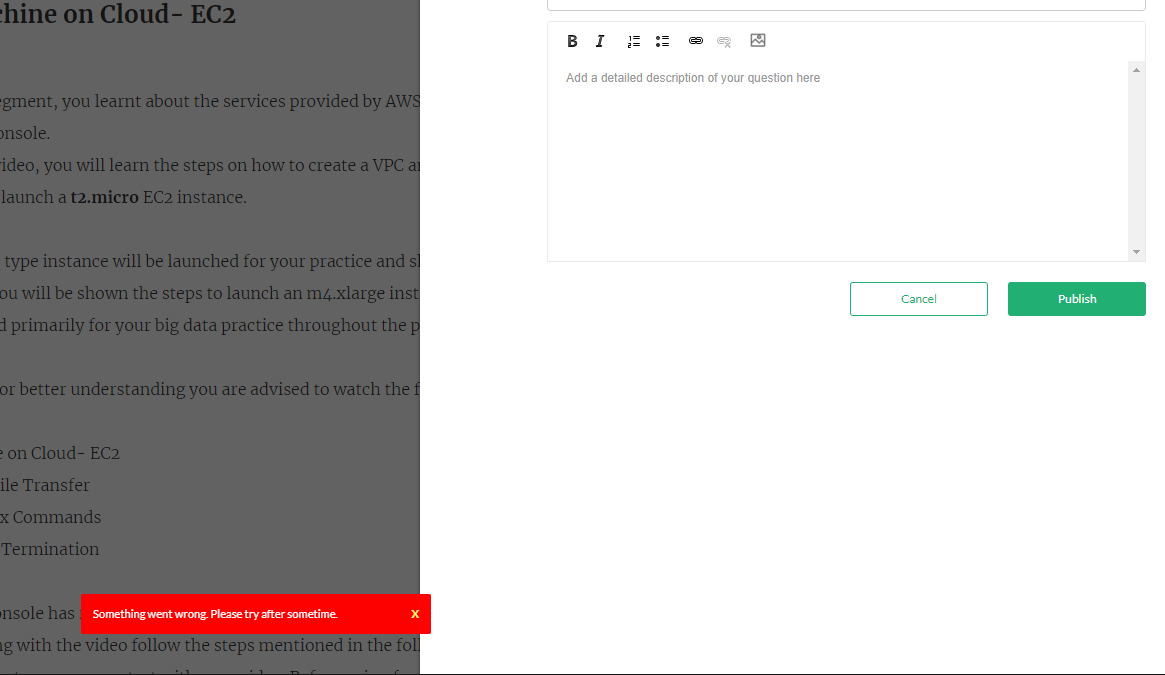 chine on Cloud- EC2
egment, you learnt about the services provided by AWS
onsole.
video, you will learn the steps on how to create a VPC a
launch a t2.micro EC2 instance.
type instance will be launched for your practice and s
ou will be shown the steps to launch an m4.xlarge inst
d primarily for your big data practice throughout the p
or better understanding you are advised to watch the f
e on Cloud- EC2
ile Transfer
x Commands
Termination
onsole has
ng with the video follow the steps mentioned in the foll
Something went wrong. Please try after sometime. X
B I
Add a detailed description of your question here
Cancel Publish